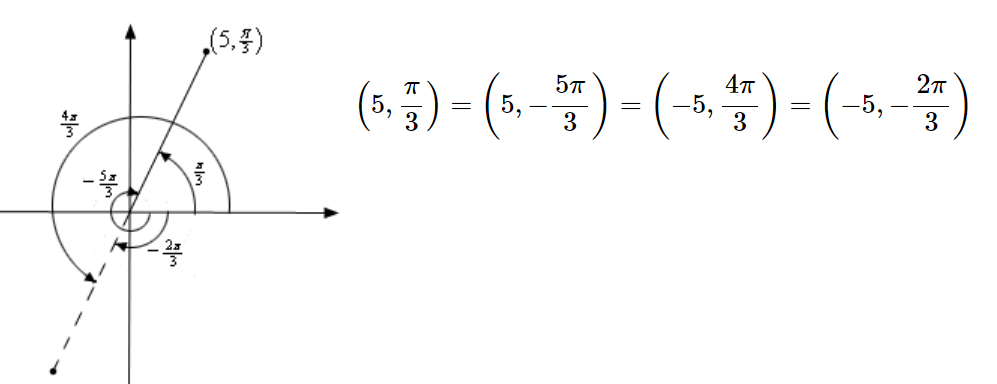 (5, π/3)
(5, π/3) = (5, −5π/3) = (−5, 4π/3) = (−5, −2π/3)
4π/3
−5π/3
π/3
−2π/3